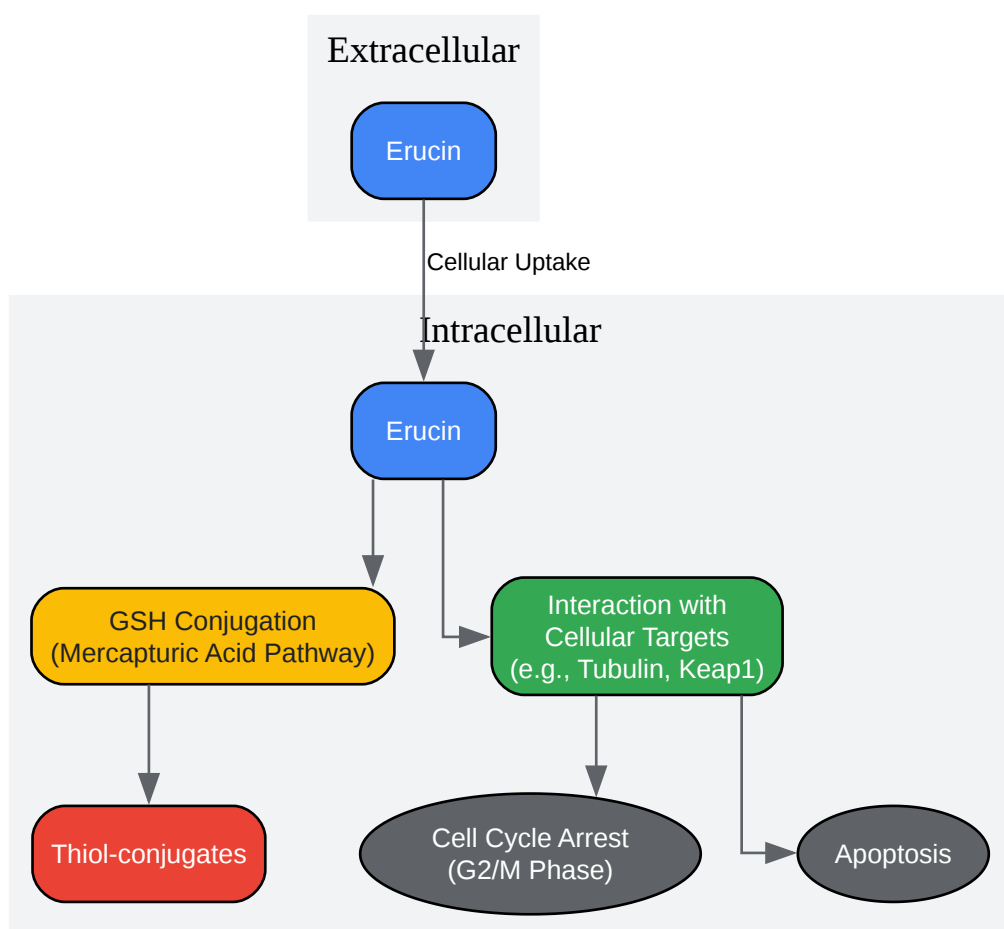 Extracellular
Erucin
Cellular Uptake
Intracellular
Erucin
GSH Conjugation
(Mercapturic Acid Pathway)
Interaction with
Cellular Targets
(e.g., Tubulin, Keap1)
Thiol-conjugates
Cell Cycle Arrest
(G2/M Phase)
Apoptosis